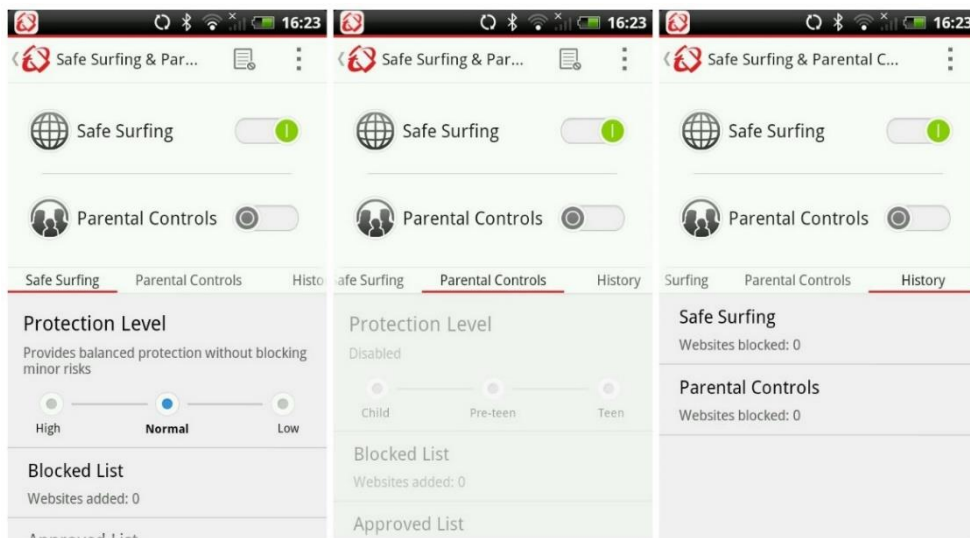 16:23
Safe Surfing & Par...
Safe Surfing
Parental Controls
Safe Surfing Parental Controls Histo
Protection Level
Provides balanced protection without blocking
minor risks
High Normal Low
Blocked List
Websites added: 0
Approved List
16:23
Safe Surfing & Par...
Safe Surfing
Parental Controls
afe Surfing Parental Controls History
Protection Level
Disabled
Child Pre-teen Teen
Blocked List
Websites added: 0
Approved List
16:23
Safe Surfing & Parental C...
Safe Surfing
Parental Controls
Surfing Parental Controls History
Safe Surfing
Websites blocked: 0
Parental Controls
Websites blocked: 0